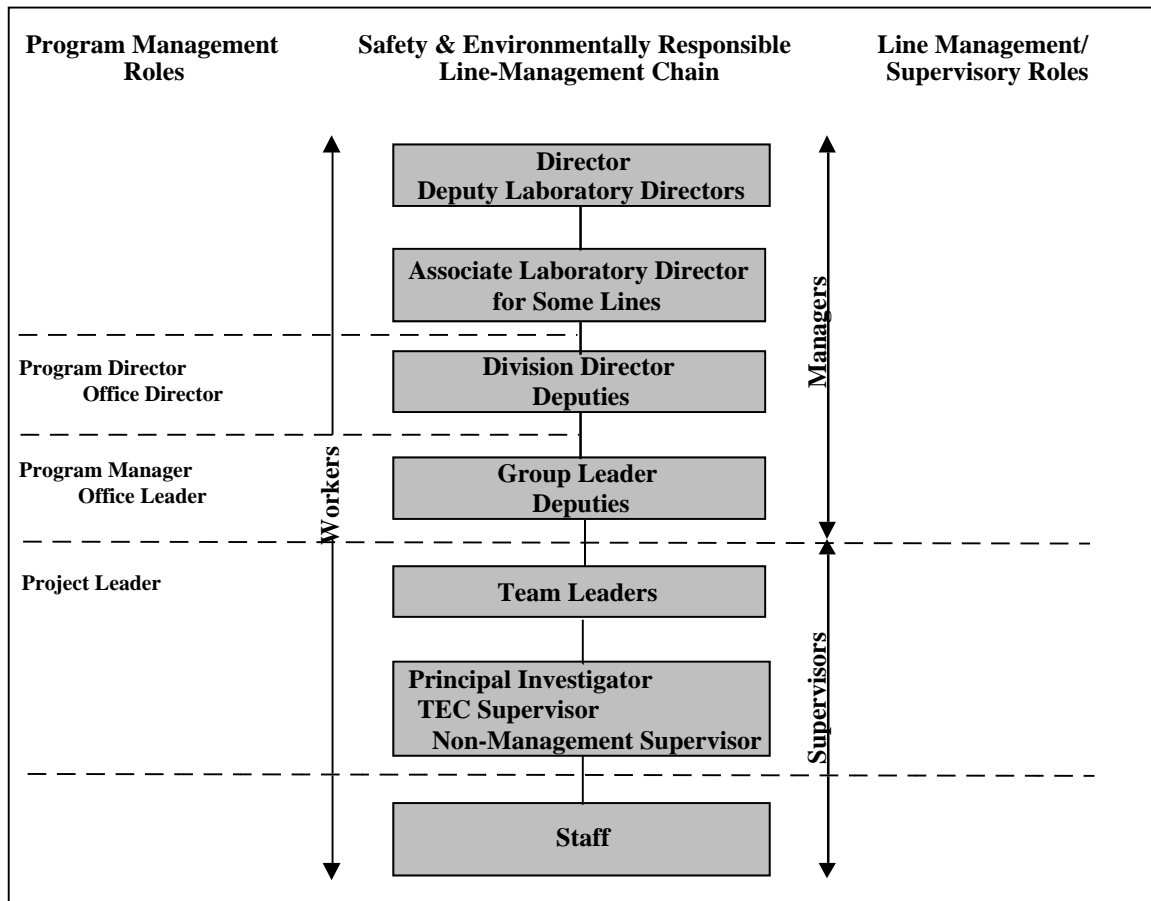 Program Management
Roles
Safety & Environmentally Responsible
Line-Management Chain
Line Management/
Supervisory Roles
Director
Deputy Laboratory Directors
Associate Laboratory Director
for Some Lines
Program Director
Office Director
Division Director
Deputies
Managers
Program Manager
Office Leader
Workers
Group Leader
Deputies
Project Leader
Team Leaders
Principal Investigator
TEC Supervisor
Non-Management Supervisor
Supervisors
Staff